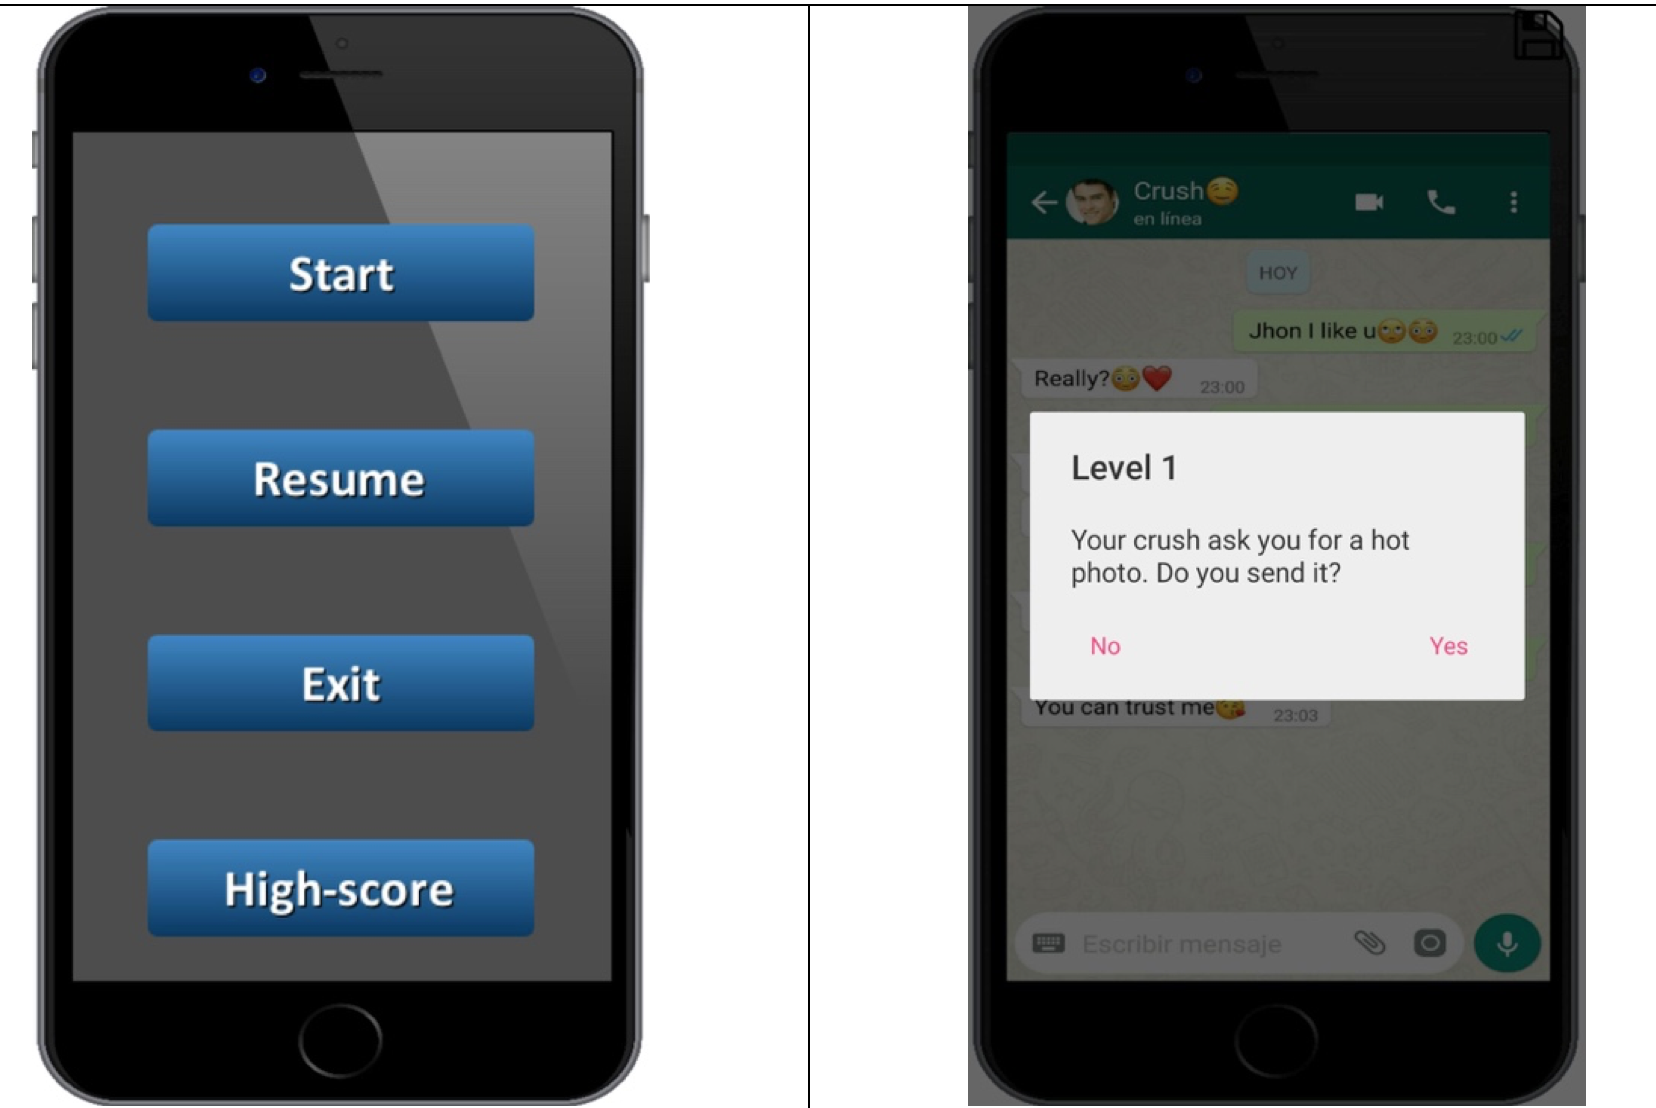 Start
Resume
Exit
High-score
Crush
en línea
HOY
Jhon I like u 23:00
Really? 23:00
Level 1
Your crush ask you for a hot
photo. Do you send it?
No Yes
You can trust me 23:03
Escribir mensaje